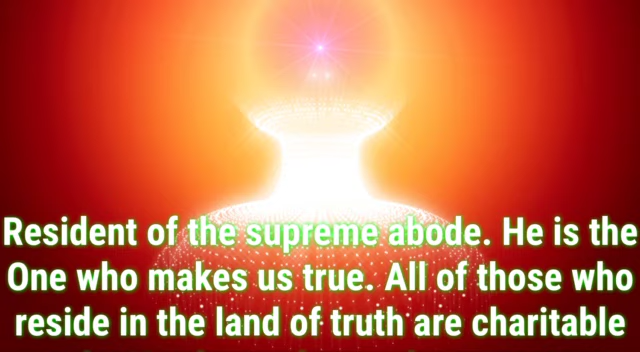 Resident of the supreme abode. He is the
One who makes us true. All of those who
reside in the land of truth are charitable